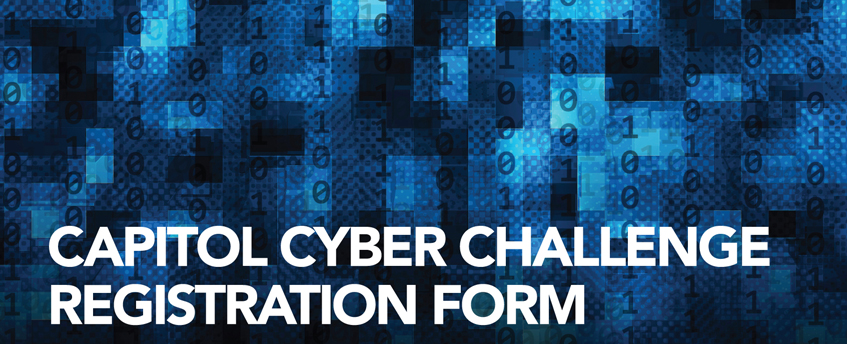 CAPITOL CYBER CHALLENGE
REGISTRATION FORM